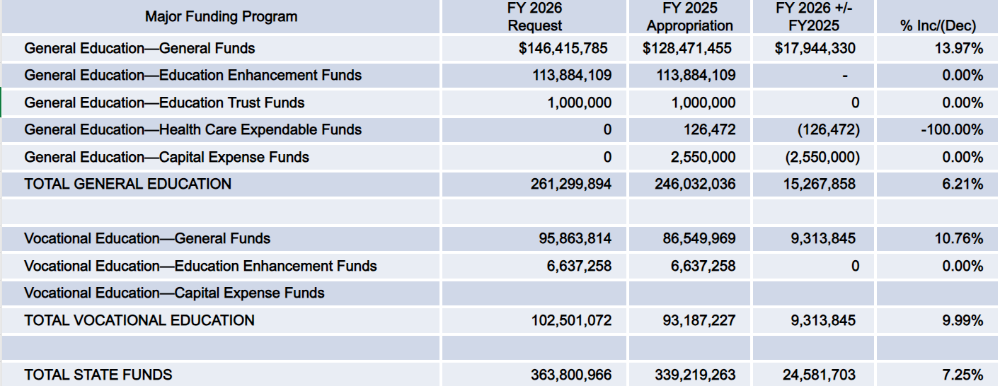 Major Funding Program FY 2026 Request FY 2025 Appropriation FY 2026 +/- FY2025 % Inc/(Dec)
General Education—General Funds $146,415,785 $128,471,455 $17,944,330 13.97%
General Education—Education Enhancement Funds 113,884,109 113,884,109 - 0.00%
General Education—Education Trust Funds 1,000,000 1,000,000 0 0.00%
General Education—Health Care Expendable Funds 0 126,472 (126,472) -100.00%
General Education—Capital Expense Funds 0 2,550,000 (2,550,000) 0.00%
TOTAL GENERAL EDUCATION 261,299,894 246,032,036 15,267,858 6.21%
Vocational Education—General Funds 95,863,814 86,549,969 9,313,845 10.76%
Vocational Education—Education Enhancement Funds 6,637,258 6,637,258 0 0.00%
Vocational Education—Capital Expense Funds
TOTAL VOCATIONAL EDUCATION 102,501,072 93,187,227 9,313,845 9.99%
TOTAL STATE FUNDS 363,800,966 339,219,263 24,581,703 7.25%